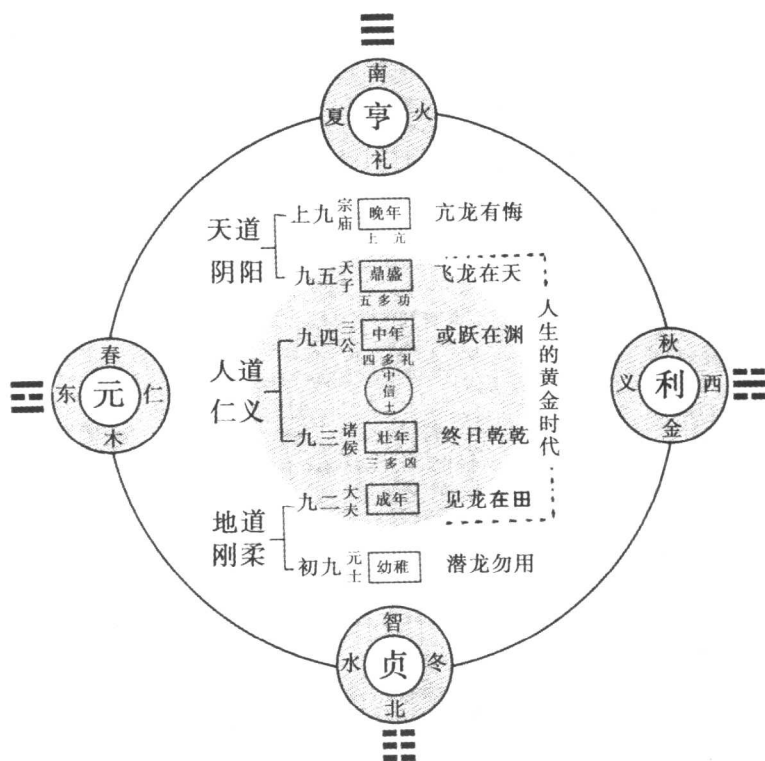 南
夏 亨 火
礼
天道
阴阳
上九 宗庙 晚年 亢龙有悔
上 亢
九五 天子 鼎盛 飞龙在天
五多功
人道
仁义
九四 三公 中年 或跃在渊
四多礼
中
信
土
九三 诸侯 壮年 终日乾乾
三多凶
人生的黄金时代
地道
刚柔
九二 大夫 成年 见龙在田
初九 元士 幼稚 潜龙勿用
春
东 元 仁
木
秋
义 利 西
金
智
水 贞 冬
北